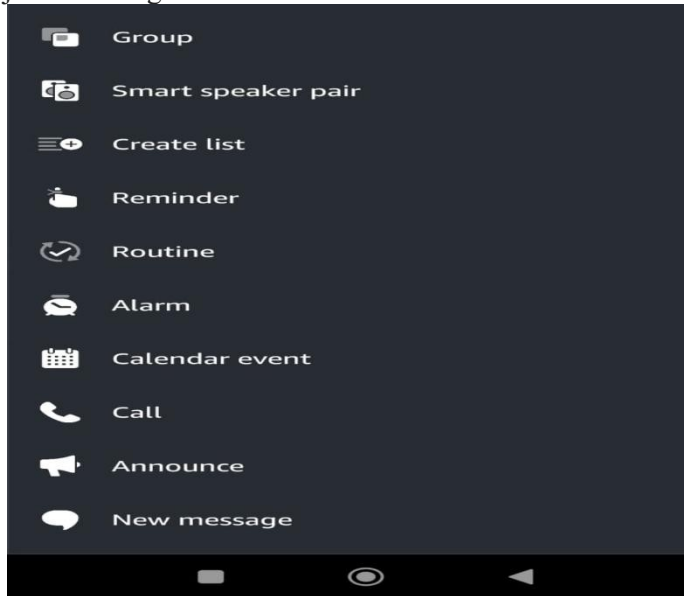 Group
Smart speaker pair
Create list
Reminder
Routine
Alarm
Calendar event
Call
Announce
New message